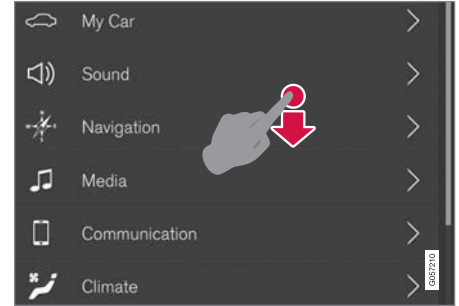 My Car
Sound
Navigation
Media
Communication
Climate
G057210